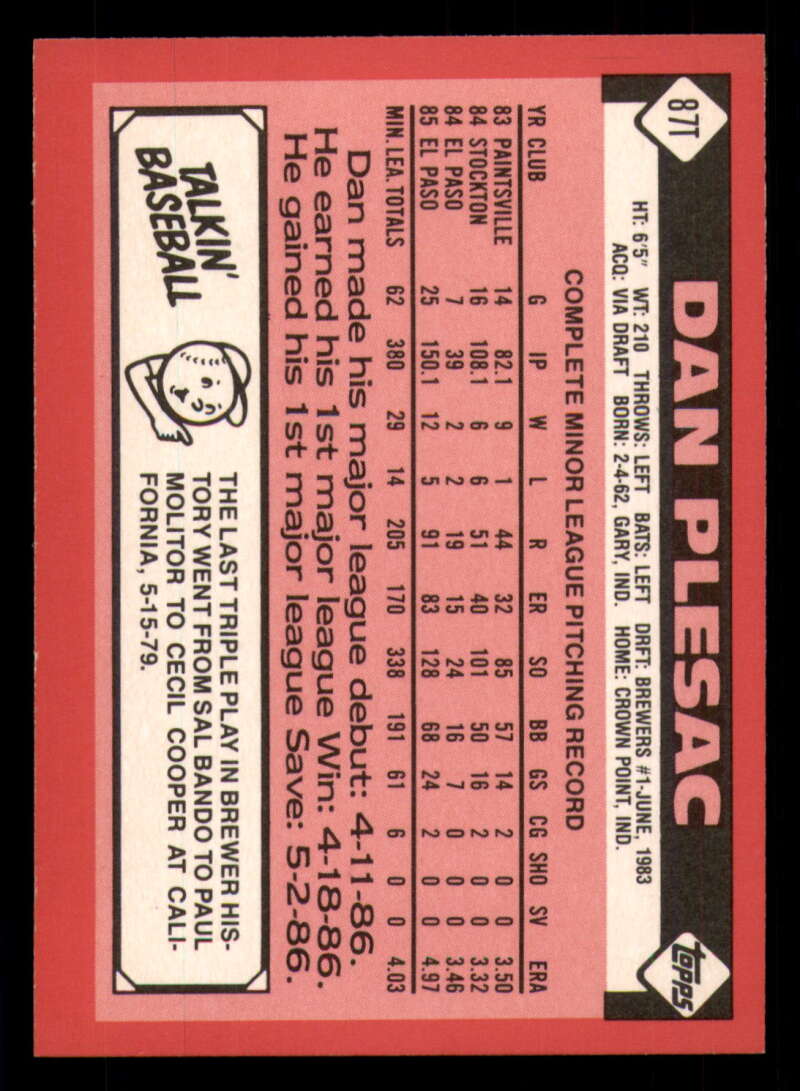 87T
DAN PLESAC
TOPPS
HT: 6'5" WT: 210 THROWS: LEFT BATS: LEFT DRFT: BREWERS #1-JUNE, 1983
ACQ: VIA DRAFT BORN: 2-4-62, GARY, IND. HOME: CROWN POINT, IND.
COMPLETE MINOR LEAGUE PITCHING RECORD
YR CLUB G IP W L R ER SO BB GS CG SHO SV ERA
83 PAINTSVILLE 14 82.1 9 1 44 32 85 57 14 2 0 0 3.50
84 STOCKTON 16 108.1 6 6 51 40 101 50 16 2 0 0 3.32
84 EL PASO 7 39 2 2 19 15 24 16 7 0 0 0 3.46
85 EL PASO 25 150.1 12 5 91 83 128 68 24 2 0 0 4.97
MIN. LEA. TOTALS 62 380 29 14 205 170 338 191 61 6 0 0 4.03
Dan made his major league debut: 4-11-86.
He earned his 1st major league Win: 4-18-86.
He gained his 1st major league Save: 5-2-86.
TALKIN'
BASEBALL
THE LAST TRIPLE PLAY IN BREWER HIS-
TORY WENT FROM SAL BANDO TO PAUL
MOLITOR TO CECIL COOPER AT CALI-
FORNIA, 5-15-79.